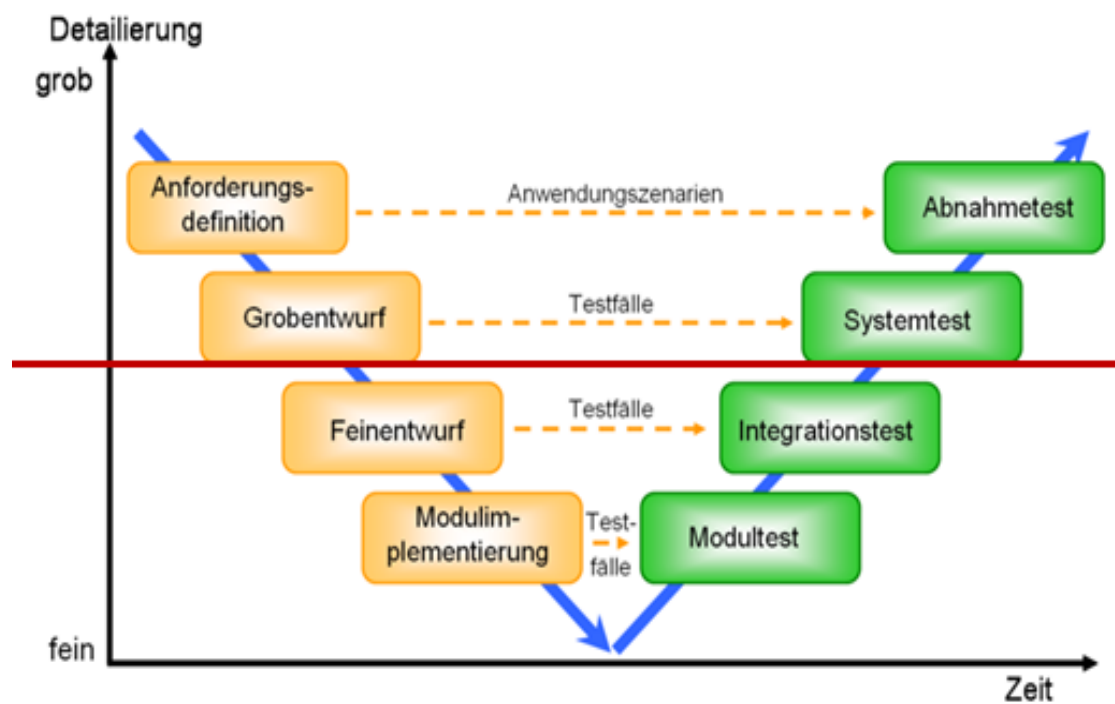 Detailierung
grob
Anforderungs-
definition
Anwendungszenarien
Abnahmetest
Grobentwurf
Testfälle
Systemtest
Feinentwurf
Testfälle
Integrationstest
Modulim-
plementierung
Test-
fälle
Modultest
fein
Zeit